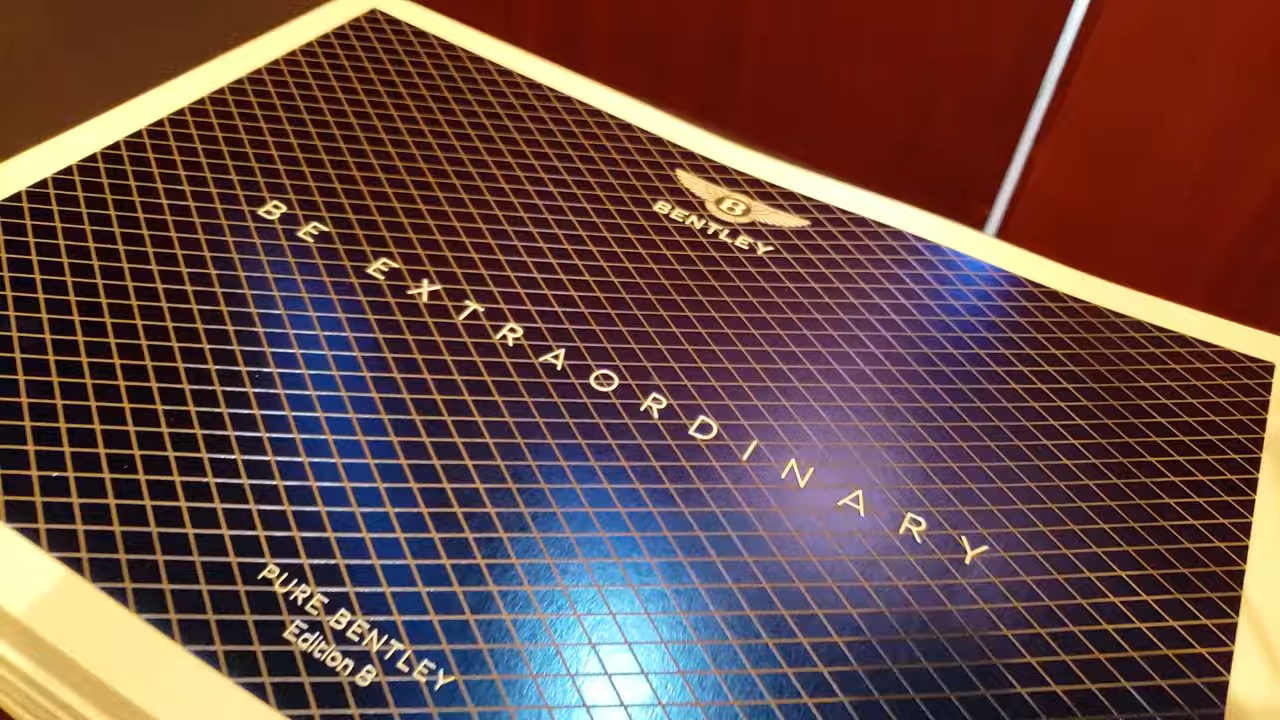 B
BENTLEY
BE EXTRAORDINARY
PURE BENTLEY
Edition 8